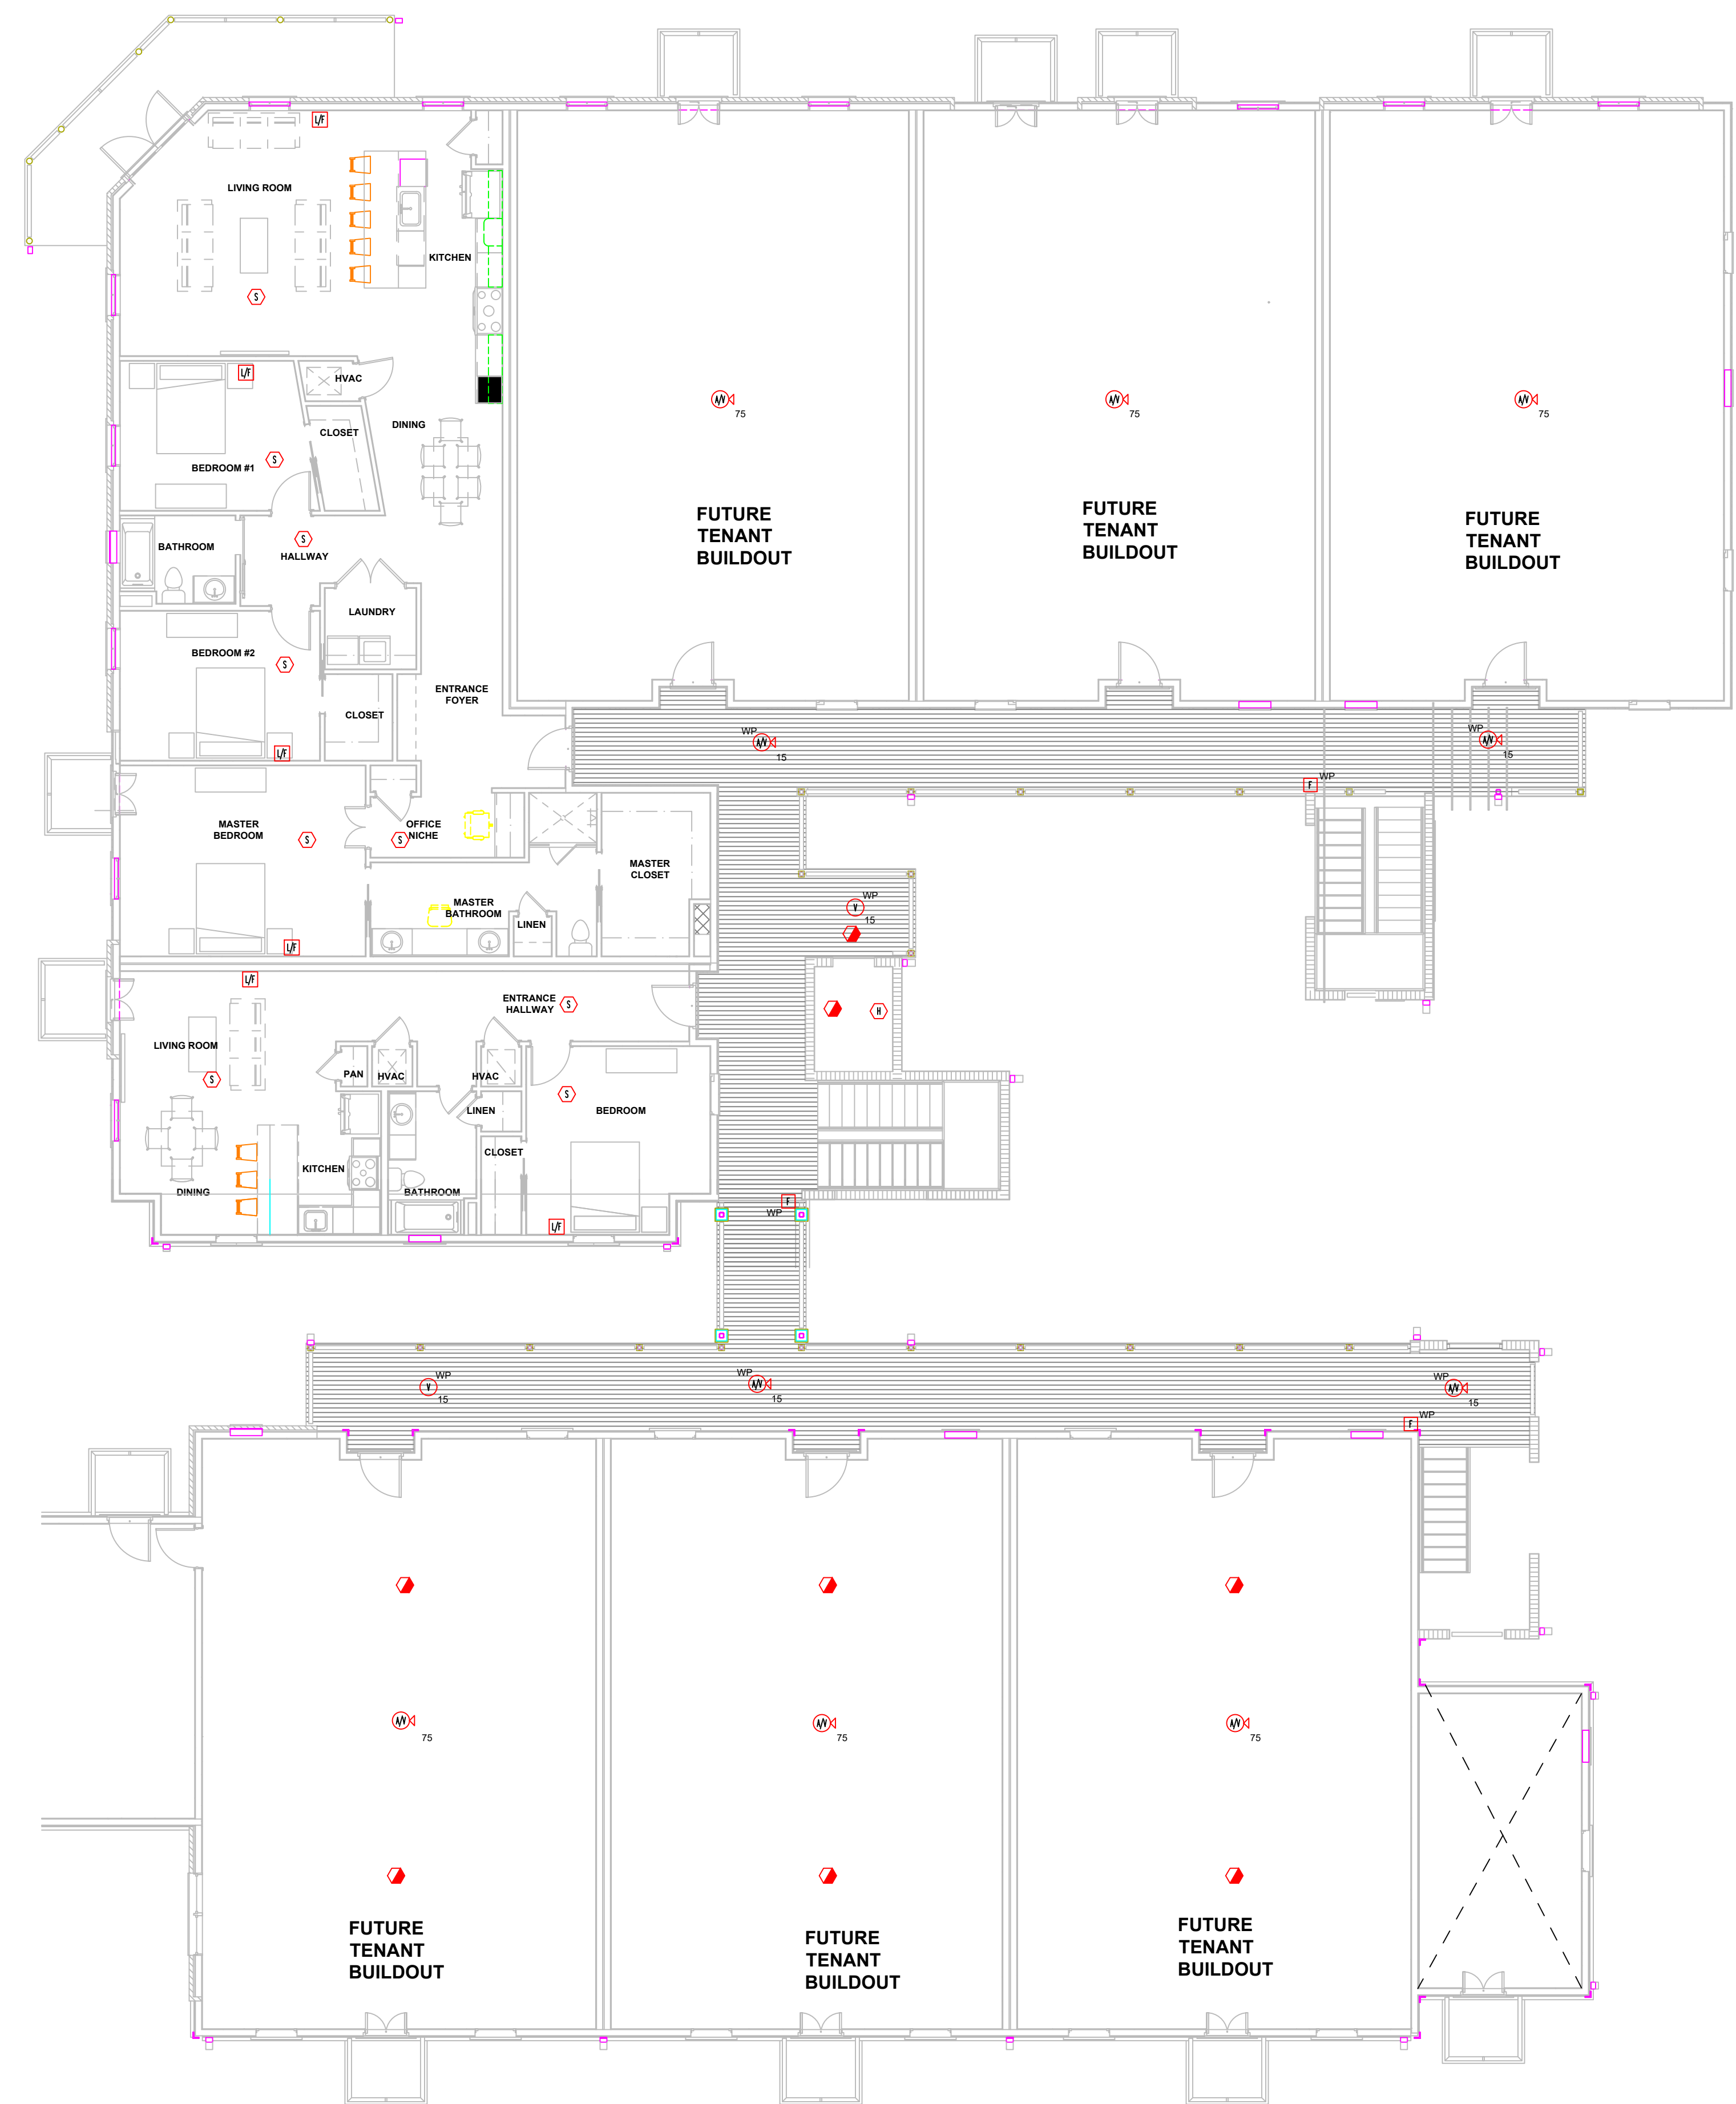 L/F
LIVING ROOM
KITCHEN
S
L/F
HVAC
A/V
75
A/V
75
A/V
75
DINING
CLOSET
S
BEDROOM #1
FUTURE
TENANT
BUILDOUT
FUTURE
TENANT
BUILDOUT
FUTURE
TENANT
BUILDOUT
S
BATHROOM
HALLWAY
LAUNDRY
BEDROOM #2
S
ENTRANCE
FOYER
CLOSET
L/F
WP
A/V
15
WP
A/V
15
F
WP
MASTER
BEDROOM
S
S
OFFICE
NICHE
MASTER
CLOSET
MASTER
BATHROOM
LINEN
L/F
WP
V
15
L/F
ENTRANCE
HALLWAY
S
H
LIVING ROOM
S
PAN
HVAC
HVAC
S
LINEN
BEDROOM
CLOSET
KITCHEN
DINING
BATHROOM
L/F
F
WP
WP
V
15
WP
A/V
15
WP
A/V
15
F
WP
A/V
75
A/V
75
A/V
75
FUTURE
TENANT
BUILDOUT
FUTURE
TENANT
BUILDOUT
FUTURE
TENANT
BUILDOUT